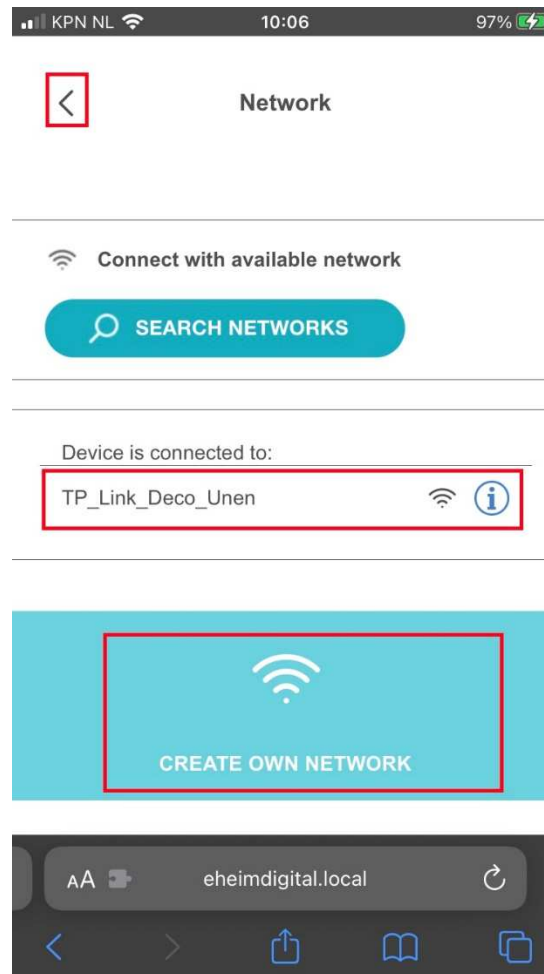 KPN NL 10:06 97%
Network
Connect with available network
SEARCH NETWORKS
Device is connected to:
TP_Link_Deco_Unen i
CREATE OWN NETWORK
AA eheimdigital.local